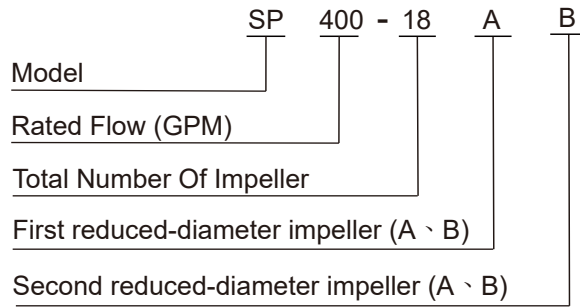 SP 400 - 18 A B
Model
Rated Flow (GPM)
Total Number Of Impeller
First reduced-diameter impeller (A、B)
Second reduced-diameter impeller (A、B)